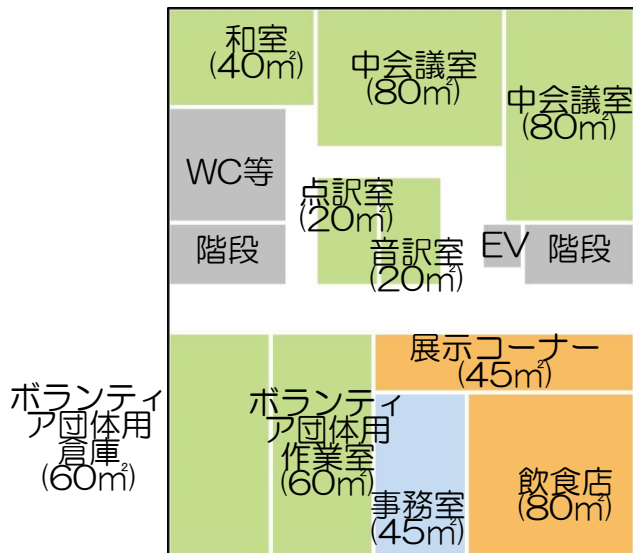 和室
(40㎡)
中会議室
(80㎡)
中会議室
(80㎡)
WC等
点訳室
(20㎡)
音訳室
(20㎡)
階段
EV
階段
展示コーナー
(45㎡)
ボランティ
ア団体用
倉庫
(60㎡)
ボランティ
ア団体用
作業室
(60㎡)
事務室
(45㎡)
飲食店
(80㎡)